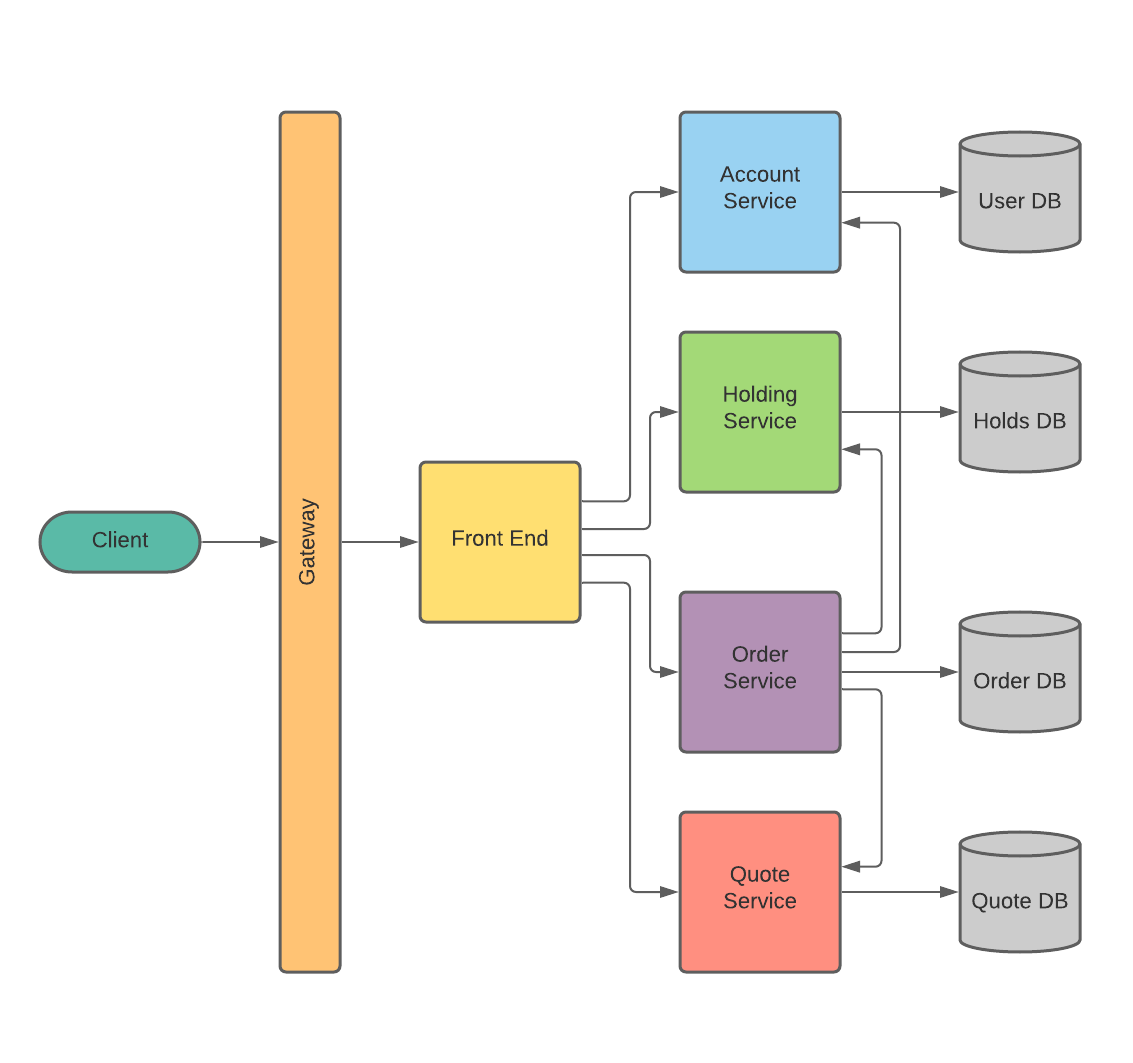 Client
Gateway
Front End
Account
Service
User DB
Holding
Service
Holds DB
Order
Service
Order DB
Quote
Service
Quote DB